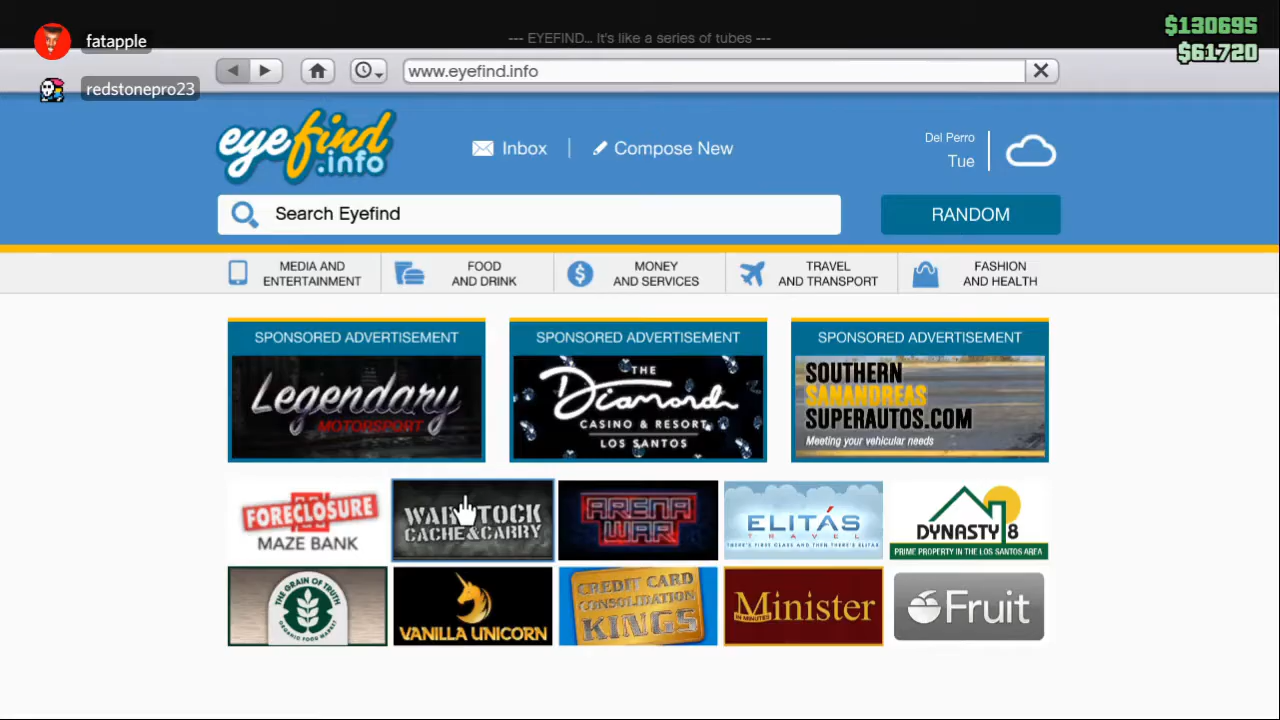 fatapple
redstonepro23
--- EYEFIND... It's like a series of tubes ---
$130695
$61720
www.eyefind.info
eyefind
.info
Inbox
Compose New
Del Perro
Tue
Search Eyefind
RANDOM
MEDIA AND
ENTERTAINMENT
FOOD
AND DRINK
MONEY
AND SERVICES
TRAVEL
AND TRANSPORT
FASHION
AND HEALTH
SPONSORED ADVERTISEMENT
Legendary
MOTORSPORT
SPONSORED ADVERTISEMENT
THE
Diamond
CASINO & RESORT
LOS SANTOS
SPONSORED ADVERTISEMENT
SOUTHERN
SANANDREAS
SUPERAUTOS.COM
Meeting your vehicular needs
FORECLOSURE
MAZE BANK
WARSTOCK
CACHE&CARRY
ARENA
WAR
ELITÁS
TRAVEL
THERE'S FIRST CLASS AND THEN THERE'S ELITÁS
DYNASTY 8
PRIME PROPERTY IN THE LOS SANTOS AREA
THE GRAIN OF TRUTH
ORGANIC FOOD MARKET
VANILLA UNICORN
CREDIT CARD
CONSOLIDATION
KINGS
Minister
IN MINUTES
Fruit